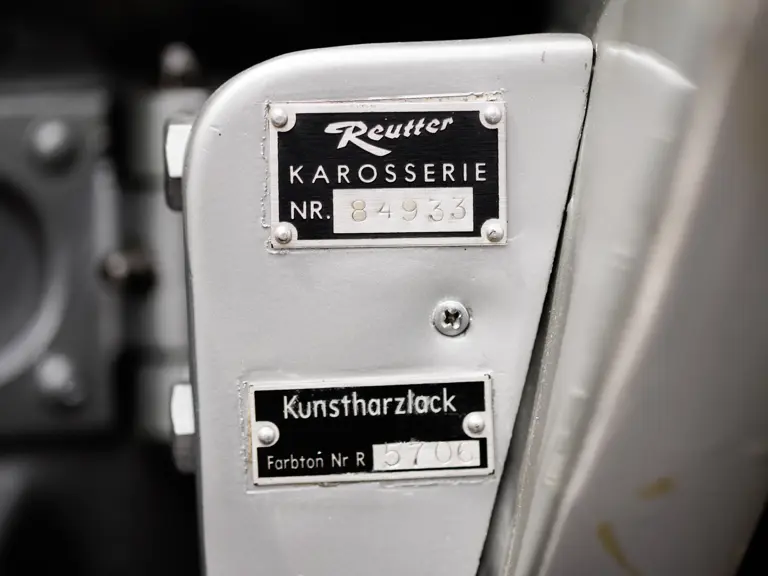 Reutter
KAROSSERIE
NR. 84933
Kunstharzlack
Farbton Nr R 5706